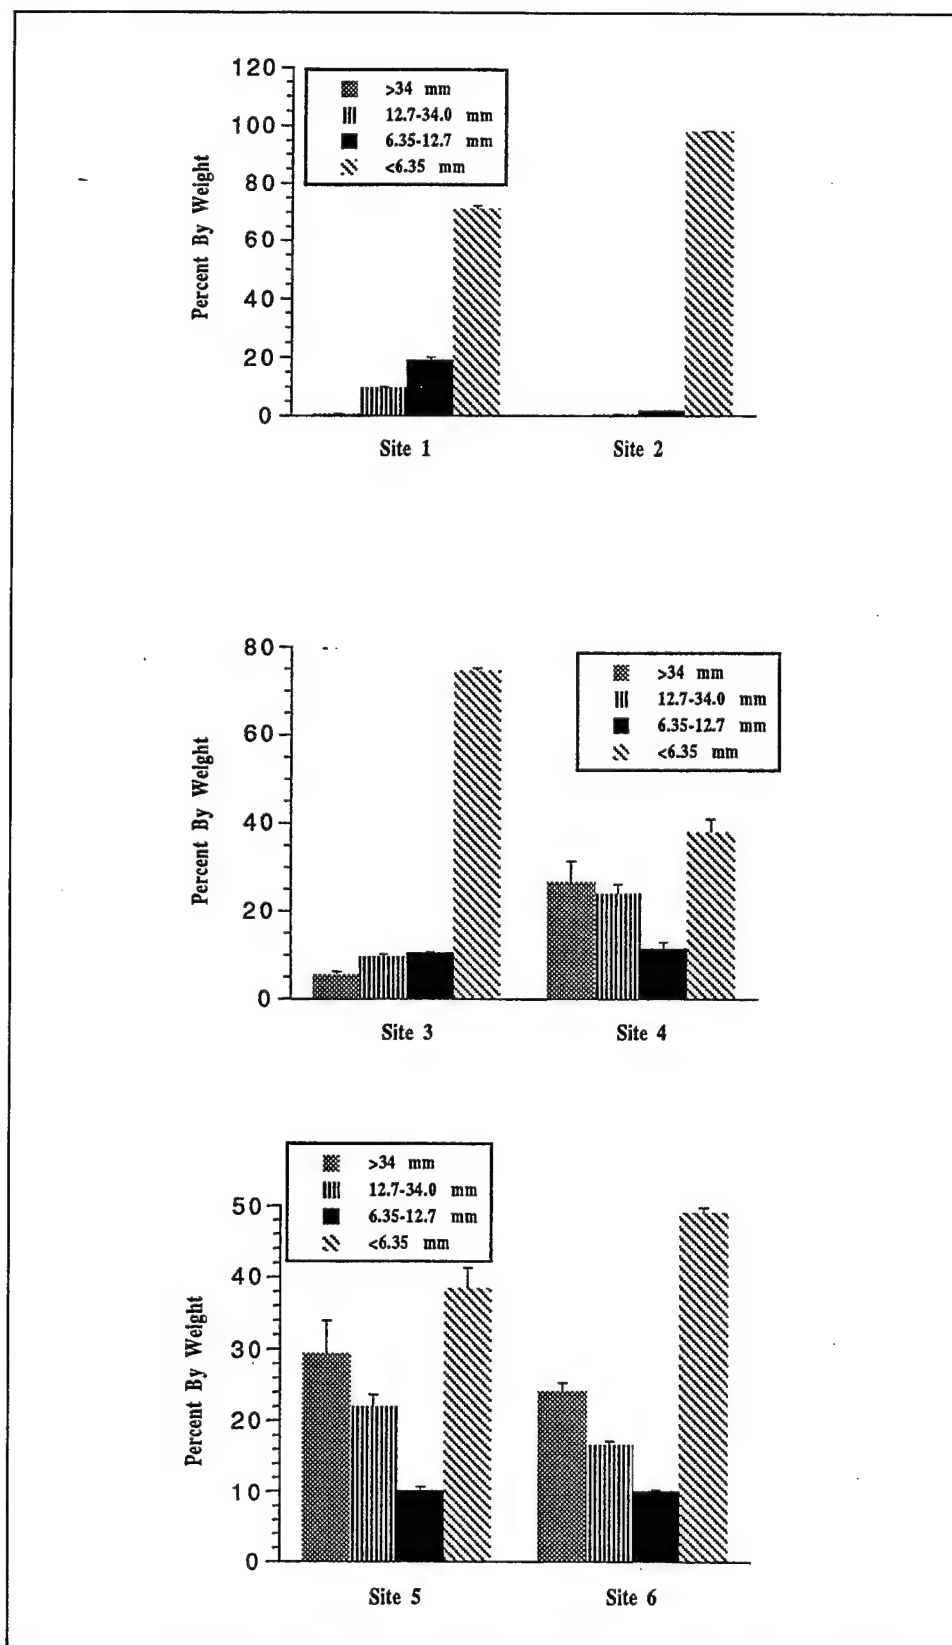 120
100
80
60
40
20
0
Percent By Weight
>34 mm
12.7-34.0 mm
6.35-12.7 mm
<6.35 mm
Site 1
Site 2
80
60
40
20
0
Percent By Weight
>34 mm
12.7-34.0 mm
6.35-12.7 mm
<6.35 mm
Site 3
Site 4
>34 mm
12.7-34.0 mm
6.35-12.7 mm
<6.35 mm
50
40
30
20
10
0
Percent By Weight
Site 5
Site 6